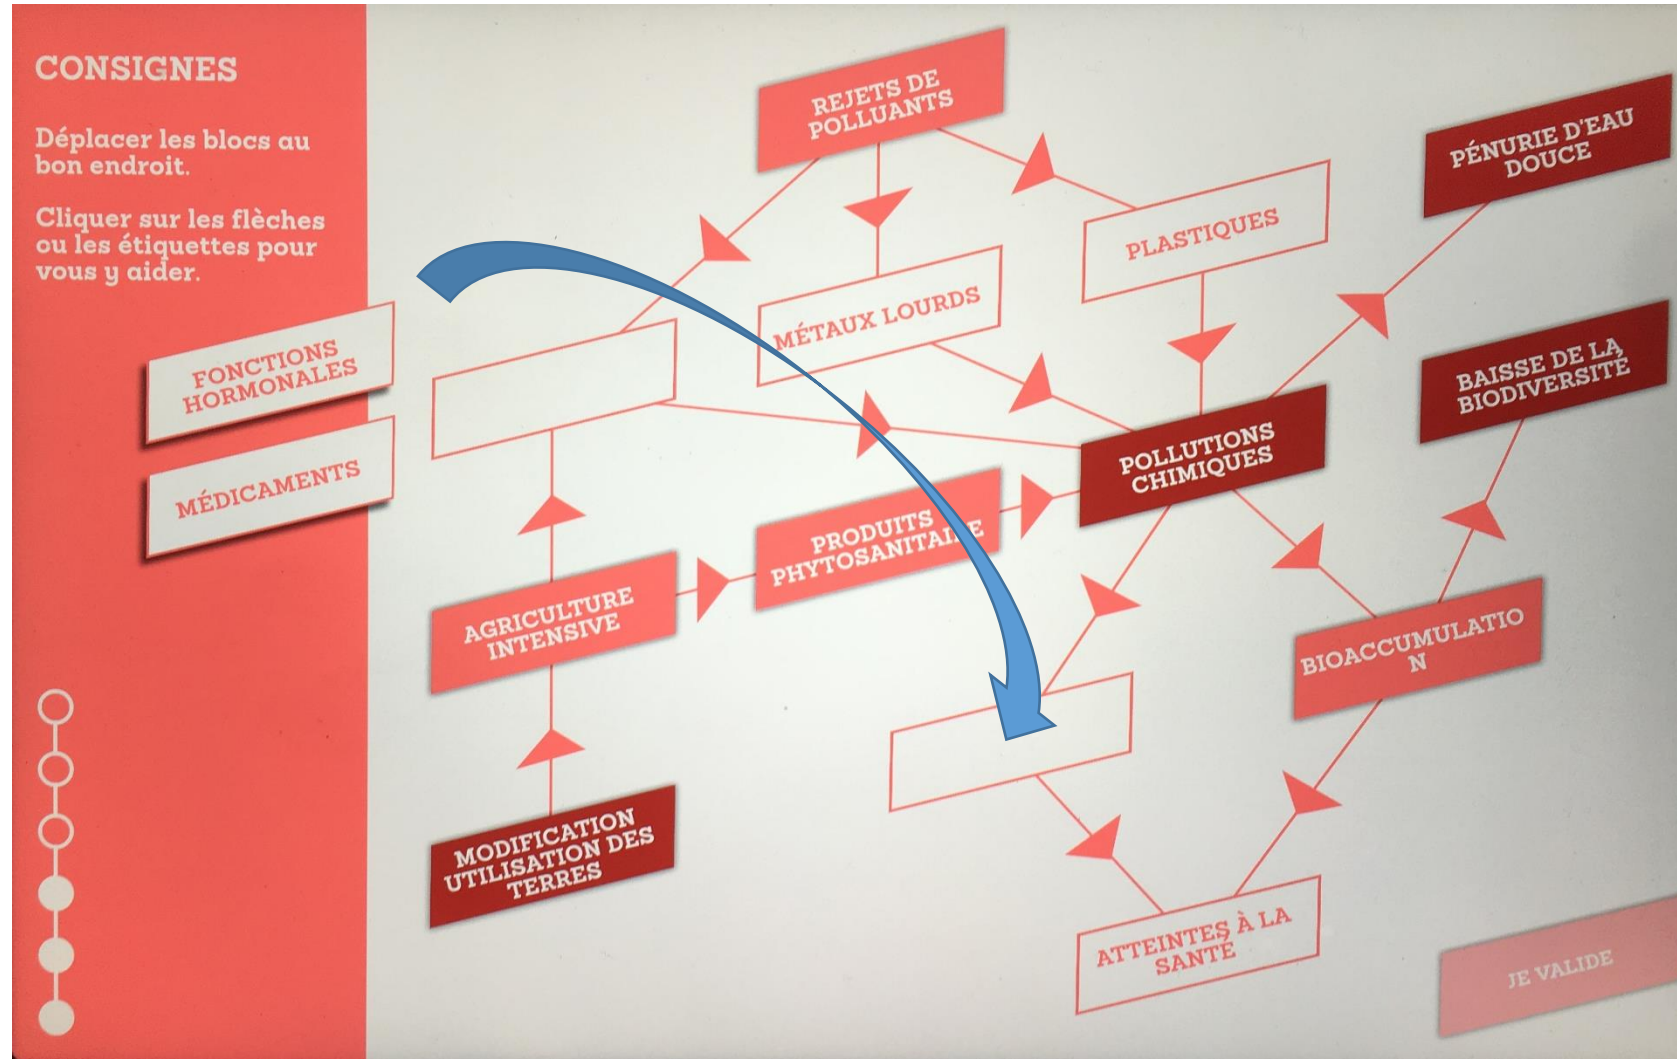 CONSIGNES
Déplacer les blocs au
bon endroit.
Cliquer sur les flèches
ou les étiquettes pour
vous y aider.
FONCTIONS
HORMONALES
MÉDICAMENTS
REJETS DE
POLLUANTS
PLASTIQUES
MÉTAUX LOURDS
PÉNURIE D'EAU
DOUCE
BAISSE DE LA
BIODIVERSITÉ
POLLUTIONS
CHIMIQUES
PRODUITS
PHYTOSANITAIRE
AGRICULTURE
INTENSIVE
BIOACCUMULATIO
N
MODIFICATION
UTILISATION DES
TERRES
ATTEINTES À LA
SANTÉ
JE VALIDE